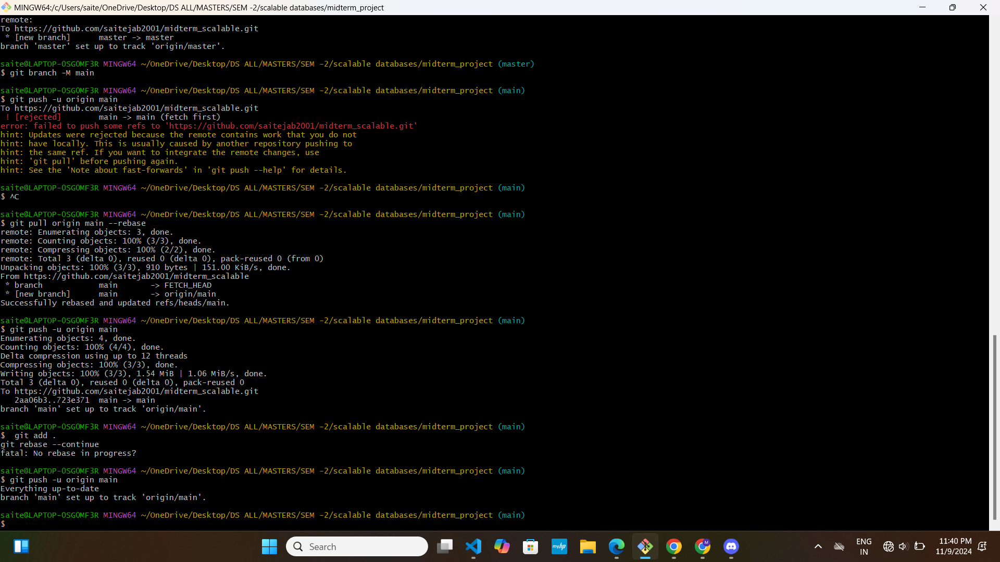 MINGW64:/c/Users/saite/OneDrive/Desktop/DS ALL/MASTERS/SEM -2/scalable databases/midterm_project
remote:
To https://github.com/saitejab2001/midterm_scalable.git
 * [new branch]      master -> master
branch 'master' set up to track 'origin/master'.

saite@LAPTOP-OSGOMF3R MINGW64 ~/OneDrive/Desktop/DS ALL/MASTERS/SEM -2/scalable databases/midterm_project (master)
$ git branch -M main

saite@LAPTOP-OSGOMF3R MINGW64 ~/OneDrive/Desktop/DS ALL/MASTERS/SEM -2/scalable databases/midterm_project (main)
$ git push -u origin main
To https://github.com/saitejab2001/midterm_scalable.git
 ! [rejected]        main -> main (fetch first)
error: failed to push some refs to 'https://github.com/saitejab2001/midterm_scalable.git'
hint: Updates were rejected because the remote contains work that you do not
hint: have locally. This is usually caused by another repository pushing to
hint: the same ref. If you want to integrate the remote changes, use
hint: 'git pull' before pushing again.
hint: See the 'Note about fast-forwards' in 'git push --help' for details.

saite@LAPTOP-OSGOMF3R MINGW64 ~/OneDrive/Desktop/DS ALL/MASTERS/SEM -2/scalable databases/midterm_project (main)
$ ^C

saite@LAPTOP-OSGOMF3R MINGW64 ~/OneDrive/Desktop/DS ALL/MASTERS/SEM -2/scalable databases/midterm_project (main)
$ git pull origin main --rebase
remote: Enumerating objects: 3, done.
remote: Counting objects: 100% (3/3), done.
remote: Compressing objects: 100% (2/2), done.
remote: Total 3 (delta 0), reused 0 (delta 0), pack-reused 0 (from 0)
Unpacking objects: 100% (3/3), 910 bytes | 151.00 KiB/s, done.
From https://github.com/saitejab2001/midterm_scalable
 * branch            main       -> FETCH_HEAD
 * [new branch]      main       -> origin/main
Successfully rebased and updated refs/heads/main.

saite@LAPTOP-OSGOMF3R MINGW64 ~/OneDrive/Desktop/DS ALL/MASTERS/SEM -2/scalable databases/midterm_project (main)
$ git push -u origin main
Enumerating objects: 4, done.
Counting objects: 100% (4/4), done.
Delta compression using up to 12 threads
Compressing objects: 100% (3/3), done.
Writing objects: 100% (3/3), 1.54 MiB | 1.06 MiB/s, done.
Total 3 (delta 0), reused 0 (delta 0), pack-reused 0
To https://github.com/saitejab2001/midterm_scalable.git
   2aa06b3..723e371  main -> main
branch 'main' set up to track 'origin/main'.

saite@LAPTOP-OSGOMF3R MINGW64 ~/OneDrive/Desktop/DS ALL/MASTERS/SEM -2/scalable databases/midterm_project (main)
$  git add .
git rebase --continue
fatal: No rebase in progress?

saite@LAPTOP-OSGOMF3R MINGW64 ~/OneDrive/Desktop/DS ALL/MASTERS/SEM -2/scalable databases/midterm_project (main)
$ git push -u origin main
Everything up-to-date
branch 'main' set up to track 'origin/main'.

saite@LAPTOP-OSGOMF3R MINGW64 ~/OneDrive/Desktop/DS ALL/MASTERS/SEM -2/scalable databases/midterm_project (main)
$
Search
myhp
M
ENG
IN
11:40 PM
11/9/2024